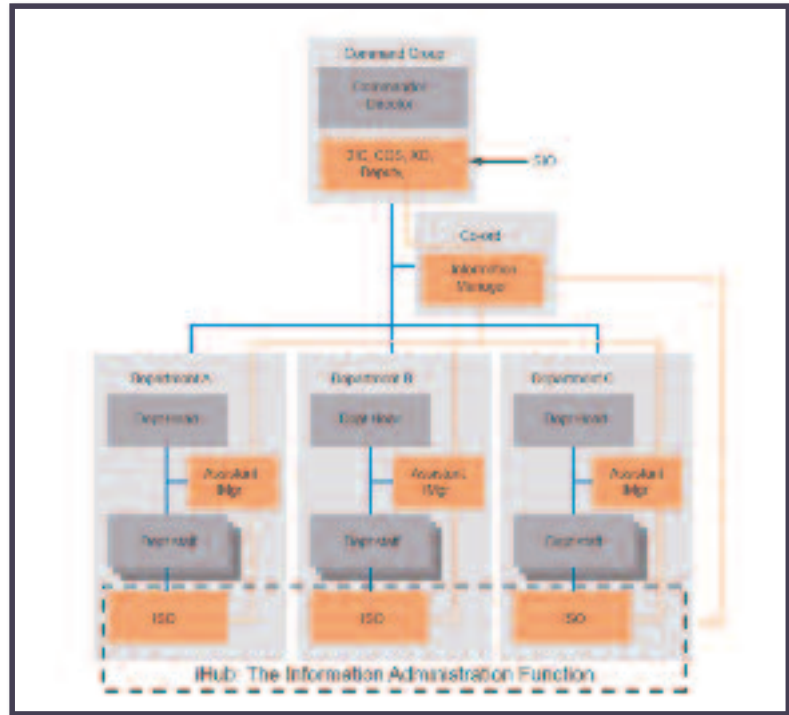 Command Group
Commander
Director
COS, XO,
Deputy,
SIO
Co-ord
Information
Manager
Department A
Department B
Department C
Dept Head
Dept Head
Dept Head
Assistant
IMgr
Assistant
IMgr
Assistant
IMgr
Dept staff
Dept staff
Dept staff
ISO
ISO
ISO
iHub: The Information Administration Function